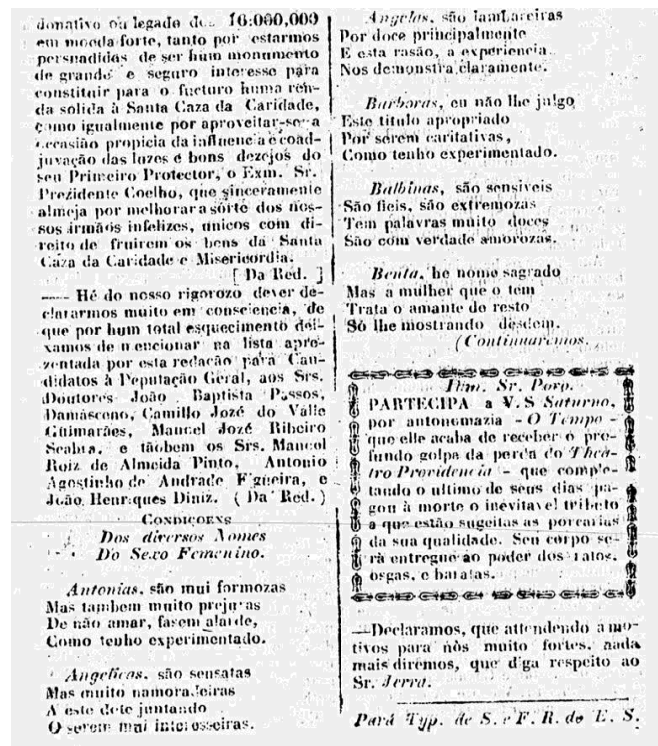 donativo ou legado de 16:000,000
em moeda forte, tanto por estarmos
persuadidas de ser hum monumento
de grande e seguro interesse para
constituir para o fucturo huma ren-
da solida à Santa Caza da Caridade,
como igualmente por aproveitar-se a
occasião propicia da influencia e coad-
juvação das luzes e bons dezejos do
seu Primeiro Protector, o Exm. Sr.
Prezidente Coelho, que sinceramente
almeja por melhorar a sorte dos nos-
sos irmãos infelizes, unicos com di-
reito de fruirem os bens da Santa
Caza da Caridade e Misericordia.
[ Da Red. ]
— Hé do nosso rigorozo dever de-
clararmos muito em consciencia, de
que por hum total esquecimento dei-
xamos de mencionar na lista apre-
zentada por esta redacão para Can-
didatos à Deputação Geral, aos Srs.
Doutores João Baptista Passos,
Damasceno, Camillo Jozé do Valle
Guimarães, Manoel Jozé Ribeiro
Seabra, e tãobem os Srs. Manoel
Roiz de Almeida Pinto, Antonio
Agostinho de Andrade Figueira, e
João Henriques Diniz. ( Da Red. )
CONDIÇOENS
Dos diversos Nomes
Do Sexo Femenino.
Antonias, são mui formozas
Mas tambem muito prejuras
De não amar, fasem alarde,
Como tenho experimentado.
Angelicas, são sensatas
Mas muito namoradeiras
A este dote juntando
O serem mui interesseiras.
Angelas, são lambareiras
Por doce principalmente
E esta rasão, a experiencia
Nos demonstra claramente.
Barboras, eu não lhe julgo
Este titulo apropriado
Por serem caritativas,
Como tenho experimentado.
Balbinas, são sensiveis
São fieis, são extremozas
Tem palavras muito doces
São com verdade amorozas.
Benta, he nome sagrado
Mas a mulher que o tem
Trata o amante de resto
Só lhe mostrando desdem.
(Continuaremos.
Illm. Sr. Porp.
PARTECIPA a V.S Saturno,
por autonomazia - O Tempo -
que elle acaba de receber o pro-
fundo golpe da perda do Thea-
tro Providencia - que comple-
tando o ultimo de seus dias pa-
gou à morte o inevitavel tributo
a que estão sugeitas as porcarias
da sua qualidade. Seu corpo se-
rà entregue ao poder dos ratos,
osgas, e baratas.
—Declaramos, que attendendo a mo-
tivos para nòs muito fortes, nada
mais diremos, que diga respeito ao
Sr. Jerra.
Pará Typ. de S. e F. R. de E. S.